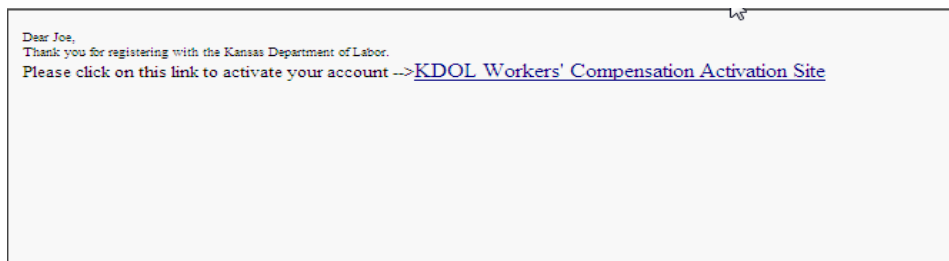 Dear Joe,
Thank you for registering with the Kansas Department of Labor.
Please click on this link to activate your account -->KDOL Workers' Compensation Activation Site